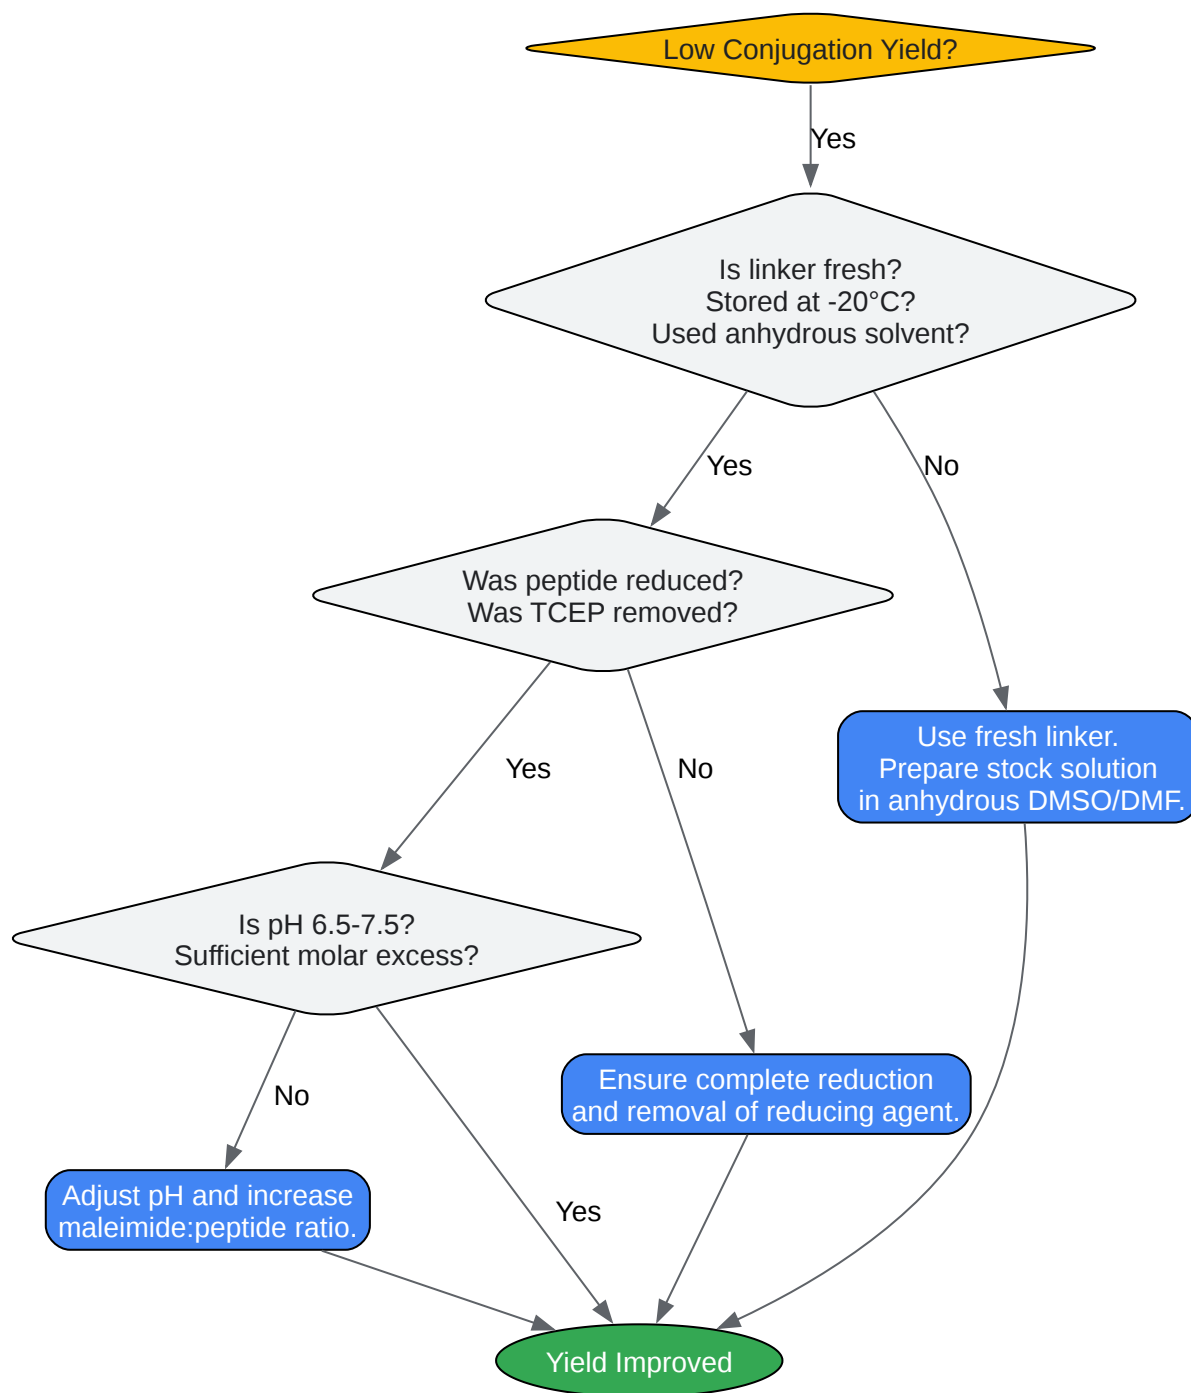 Low Conjugation Yield?
Yes
Is linker fresh?
Stored at -20°C?
Used anhydrous solvent?
Yes
No
Was peptide reduced?
Was TCEP removed?
Yes
No
Use fresh linker.
Prepare stock solution
in anhydrous DMSO/DMF.
Is pH 6.5-7.5?
Sufficient molar excess?
No
Yes
Ensure complete reduction
and removal of reducing agent.
Adjust pH and increase
maleimide:peptide ratio.
Yield Improved